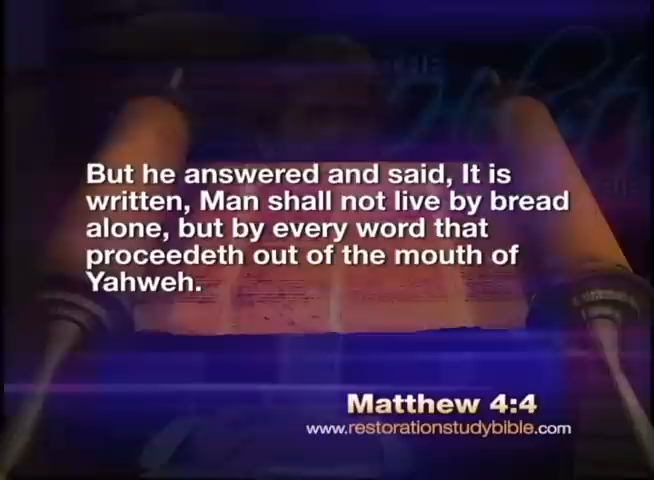 But he answered and said, It is
written, Man shall not live by bread
alone, but by every word that
proceedeth out of the mouth of
Yahweh.
Matthew 4:4
www.restorationstudybible.com